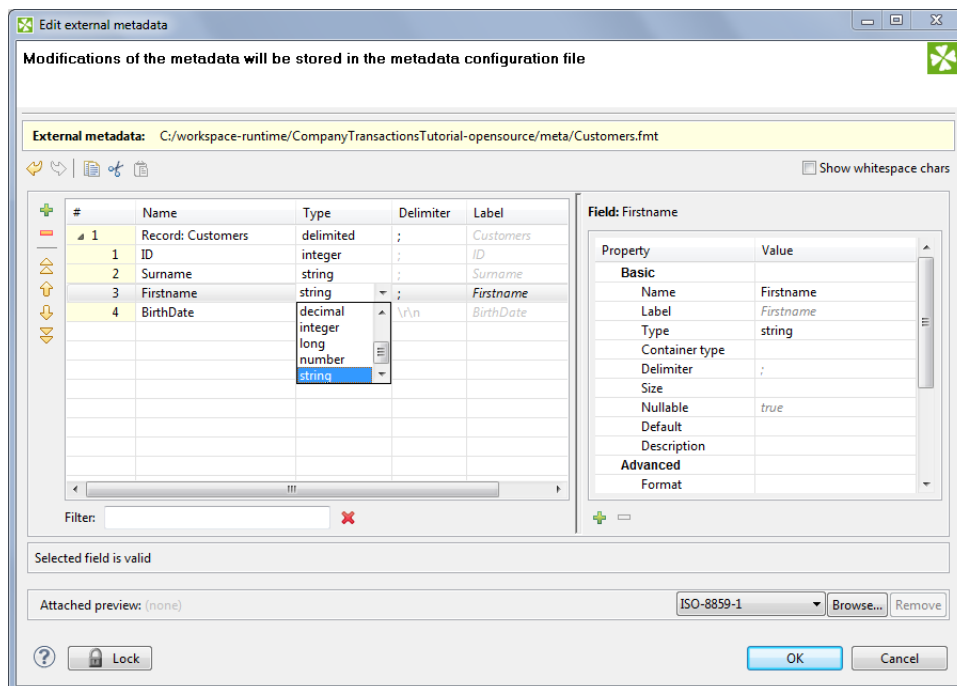 Edit external metadata
Modifications of the metadata will be stored in the metadata configuration file
External metadata: C:/workspace-runtime/CompanyTransactionsTutorial-opensource/meta/Customers.fmt
Show whitespace chars
# Name Type Delimiter Label
1 Record: Customers delimited ; Customers
1 ID integer ; ID
2 Surname string ; Surname
3 Firstname string ; Firstname
4 BirthDate \r\n BirthDate
decimal
integer
long
number
string
Filter:
Field: Firstname
Property Value
Basic
Name Firstname
Label Firstname
Type string
Container type
Delimiter ;
Size
Nullable true
Default
Description
Advanced
Format
Selected field is valid
Attached preview: (none) ISO-8859-1 Browse... Remove
? Lock OK Cancel